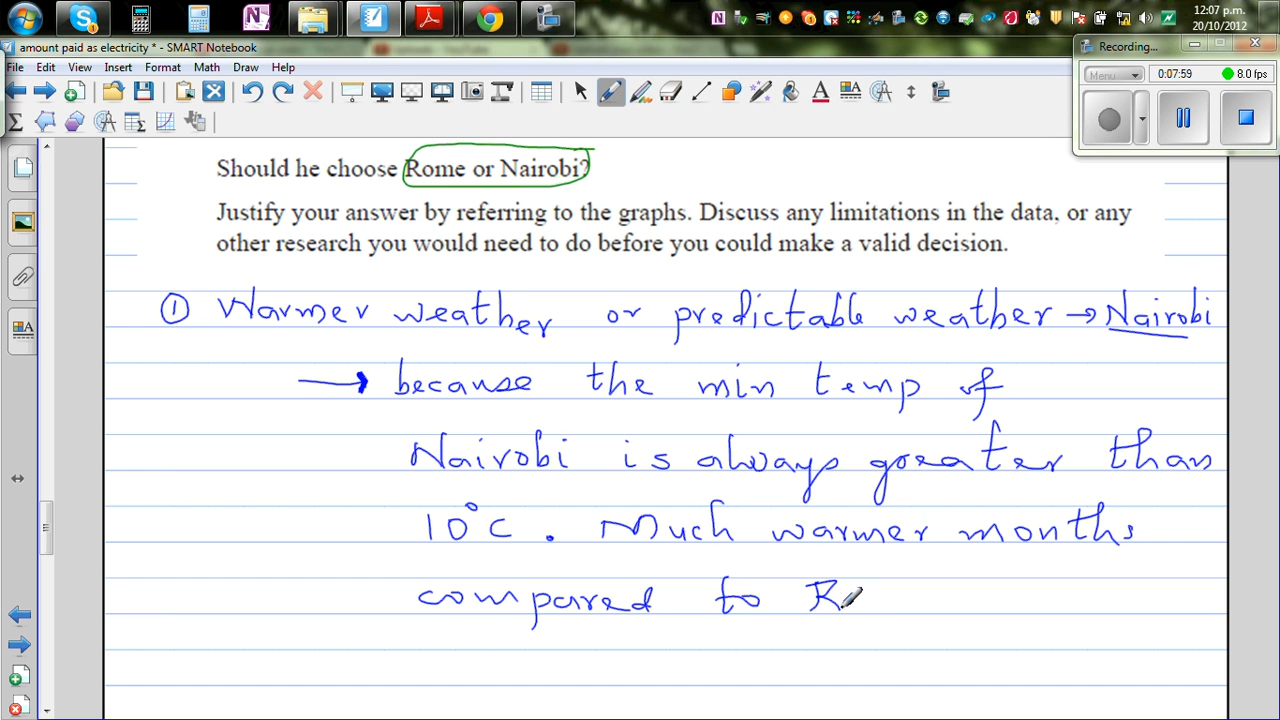 12:07 p.m.
20/10/2012
amount paid as electricity * - SMART Notebook
Recording...
File Edit View Insert Format Math Draw Help
Menu
0:07:59
8.0 fps
Should he choose Rome or Nairobi?
Justify your answer by referring to the graphs. Discuss any limitations in the data, or any
other research you would need to do before you could make a valid decision.
① Warmer weather or predictable weather → Nairobi
→ because the min temp of
Nairobi is always greater than
10°C. Much warmer months
compared to R